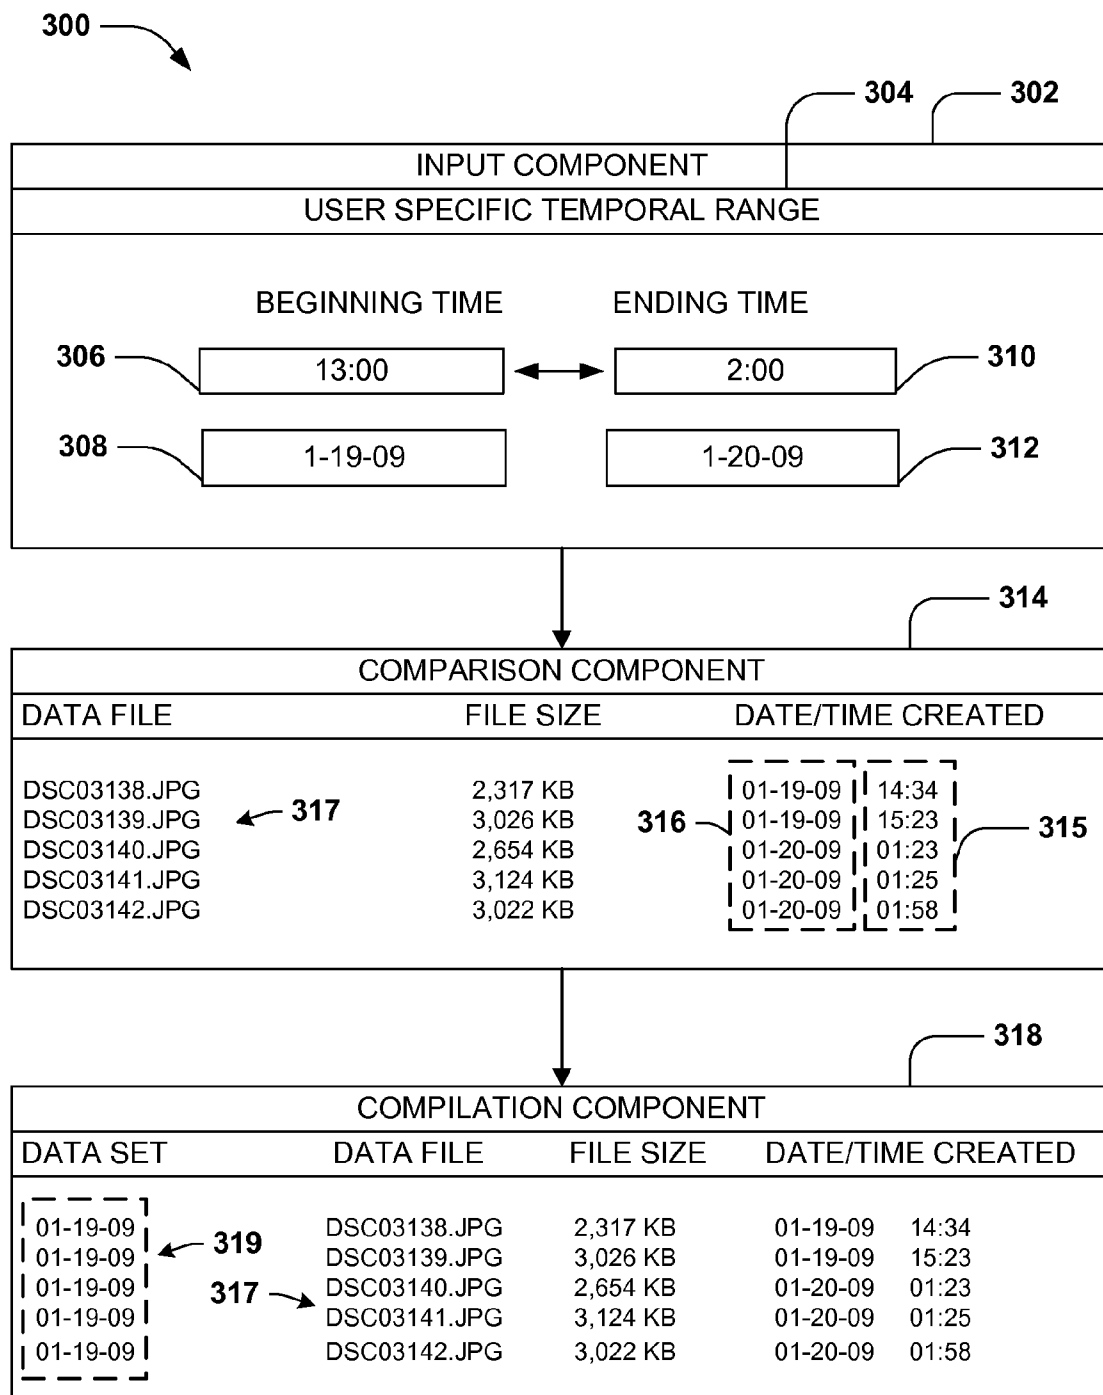 300
304 302
INPUT COMPONENT
USER SPECIFIC TEMPORAL RANGE
BEGINNING TIME ENDING TIME
306 13:00 2:00 310
308 1-19-09 1-20-09 312
314
COMPARISON COMPONENT
DATA FILE FILE SIZE DATE/TIME CREATED
DSC03138.JPG 2,317 KB 01-19-09 14:34
DSC03139.JPG 317 3,026 KB 316 01-19-09 15:23 315
DSC03140.JPG 2,654 KB 01-20-09 01:23
DSC03141.JPG 3,124 KB 01-20-09 01:25
DSC03142.JPG 3,022 KB 01-20-09 01:58
318
COMPILATION COMPONENT
DATA SET DATA FILE FILE SIZE DATE/TIME CREATED
01-19-09 DSC03138.JPG 2,317 KB 01-19-09 14:34
01-19-09 319 DSC03139.JPG 3,026 KB 01-19-09 15:23
01-19-09 317 DSC03140.JPG 2,654 KB 01-20-09 01:23
01-19-09 DSC03141.JPG 3,124 KB 01-20-09 01:25
01-19-09 DSC03142.JPG 3,022 KB 01-20-09 01:58